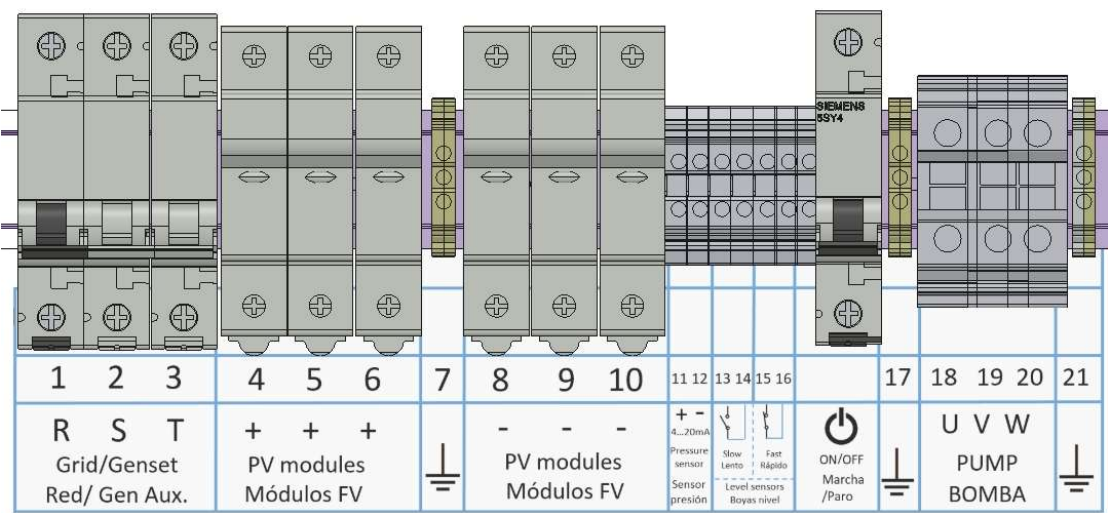 SIEMENS
5SY4
1 2 3 4 5 6 7 8 9 10 11 12 13 14 15 16 17 18 19 20 21
R S T
Grid/Genset
Red/ Gen Aux.
+ + +
PV modules
Módulos FV
- - -
PV modules
Módulos FV
+ -
4...20mA
Pressure
sensor
Sensor
presión
Slow
Lento
Fast
Rápido
Level sensors
Boyas nivel
ON/OFF
Marcha
/Paro
U V W
PUMP
BOMBA